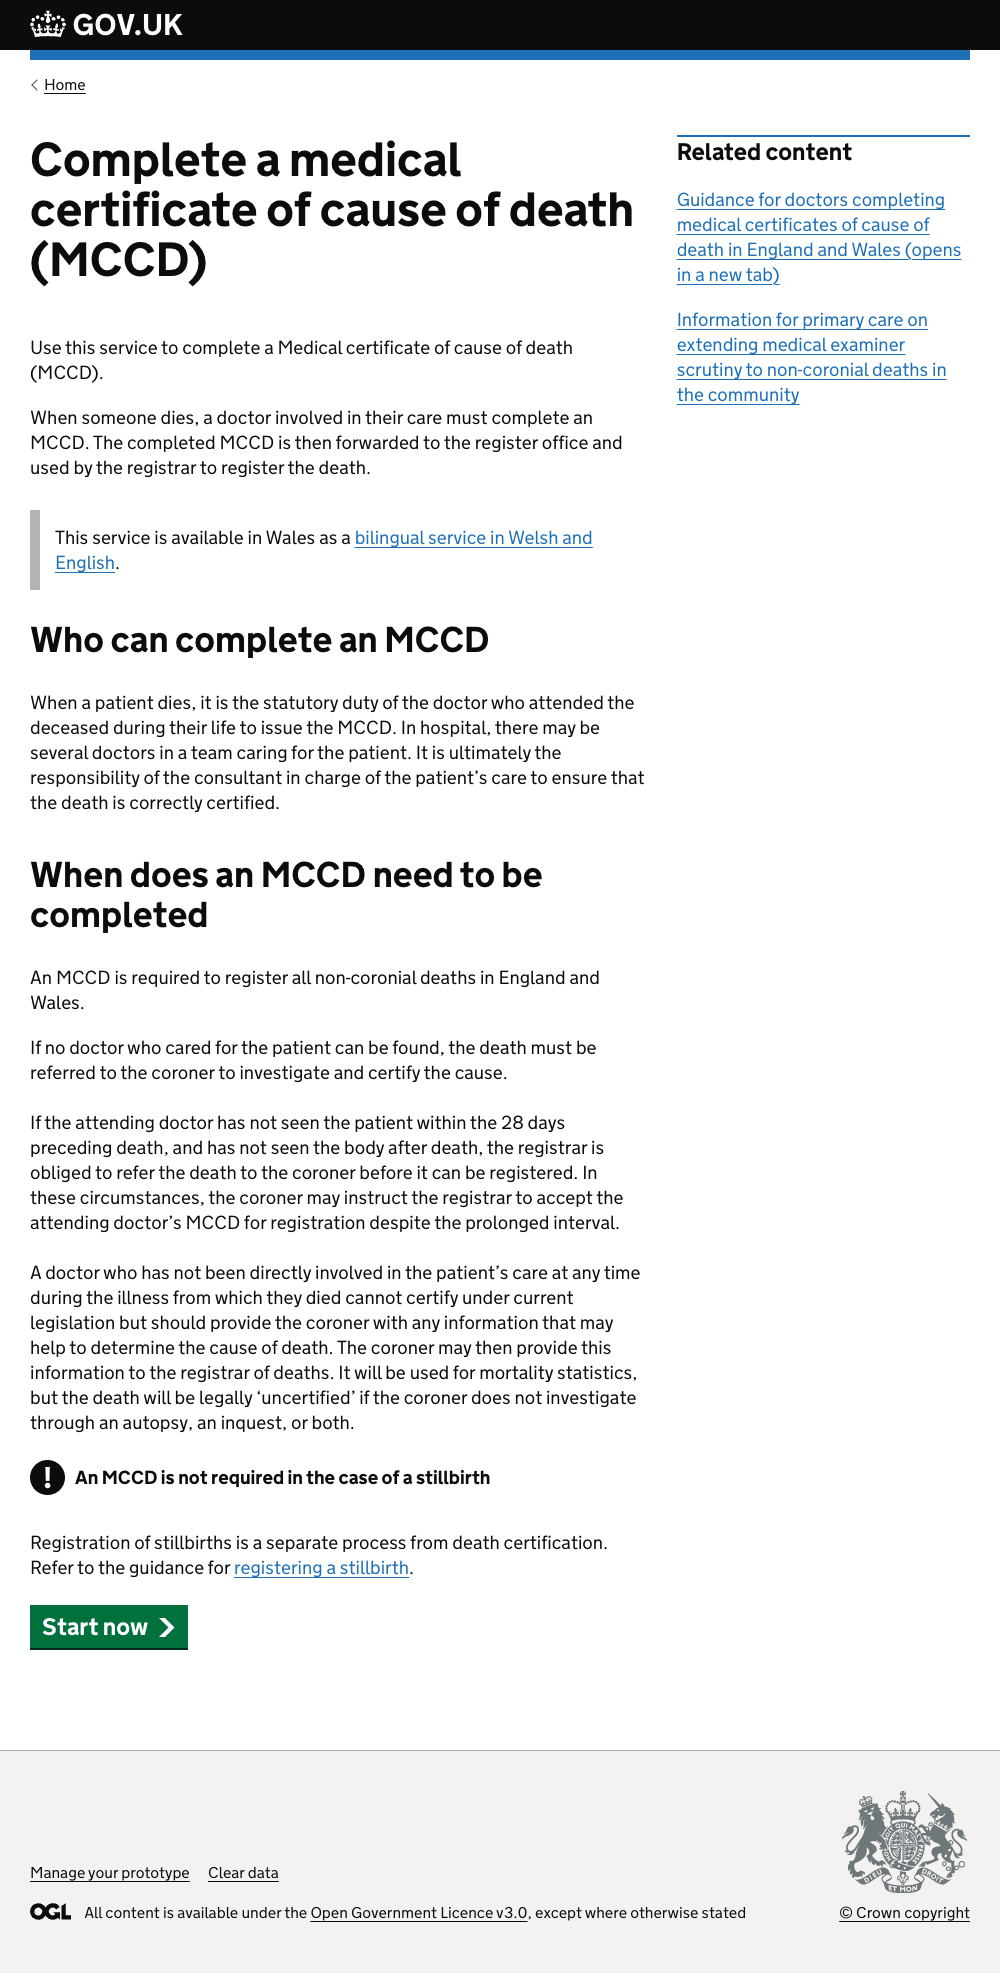 GOV.UK
Home
Complete a medical
certificate of cause of death
(MCCD)
Use this service to complete a Medical certificate of cause of death
(MCCD).
When someone dies, a doctor involved in their care must complete an
MCCD. The completed MCCD is then forwarded to the register office and
used by the registrar to register the death.
This service is available in Wales as a bilingual service in Welsh and
English.
Who can complete an MCCD
When a patient dies, it is the statutory duty of the doctor who attended the
deceased during their life to issue the MCCD. In hospital, there may be
several doctors in a team caring for the patient. It is ultimately the
responsibility of the consultant in charge of the patient’s care to ensure that
the death is correctly certified.
When does an MCCD need to be
completed
An MCCD is required to register all non-coronial deaths in England and
Wales.
If no doctor who cared for the patient can be found, the death must be
referred to the coroner to investigate and certify the cause.
If the attending doctor has not seen the patient within the 28 days
preceding death, and has not seen the body after death, the registrar is
obliged to refer the death to the coroner before it can be registered. In
these circumstances, the coroner may instruct the registrar to accept the
attending doctor’s MCCD for registration despite the prolonged interval.
A doctor who has not been directly involved in the patient’s care at any time
during the illness from which they died cannot certify under current
legislation but should provide the coroner with any information that may
help to determine the cause of death. The coroner may then provide this
information to the registrar of deaths. It will be used for mortality statistics,
but the death will be legally ‘uncertified’ if the coroner does not investigate
through an autopsy, an inquest, or both.
! An MCCD is not required in the case of a stillbirth
Registration of stillbirths is a separate process from death certification.
Refer to the guidance for registering a stillbirth.
Start now
Related content
Guidance for doctors completing
medical certificates of cause of
death in England and Wales (opens
in a new tab)
Information for primary care on
extending medical examiner
scrutiny to non-coronial deaths in
the community
Manage your prototype Clear data
OGL All content is available under the Open Government Licence v3.0, except where otherwise stated
DIEU ET MON DROIT
© Crown copyright